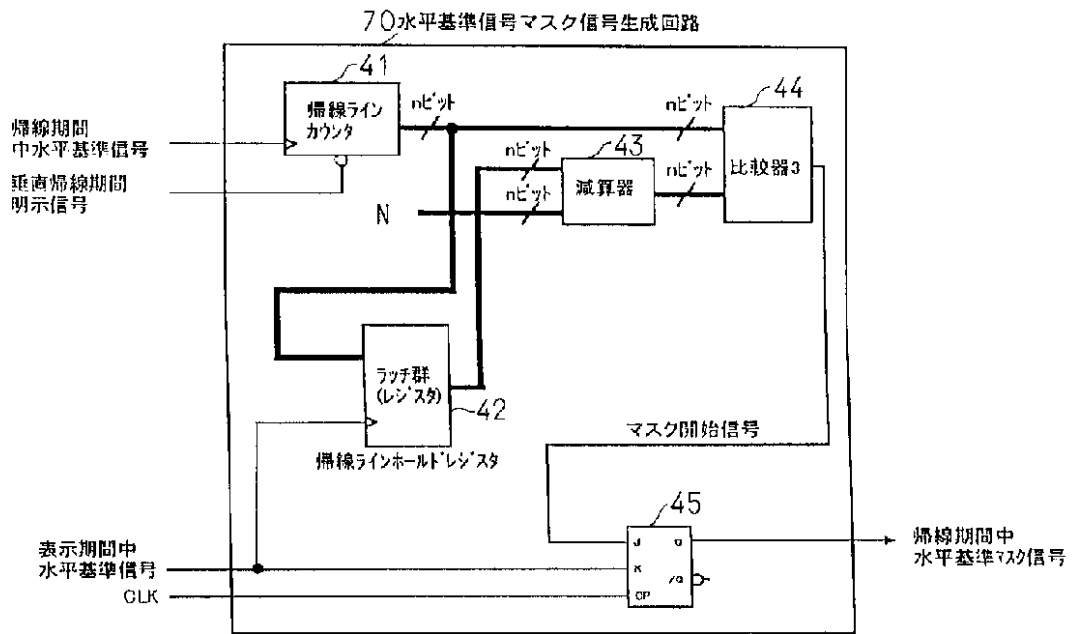 70水平基準信号マスク信号生成回路
41
帰線ライン
カウンタ
nビット
nビット
44
比較器3
帰線期間
中水平基準信号
垂直帰線期間
明示信号
nビット
43
減算器
nビット
N
nビット
ラッチ群
(レジスタ)
42
帰線ラインホールドレジスタ
マスク開始信号
45
J
Q
K
/Q
CP
表示期間中
水平基準信号
CLK
帰線期間中
水平基準マスク信号